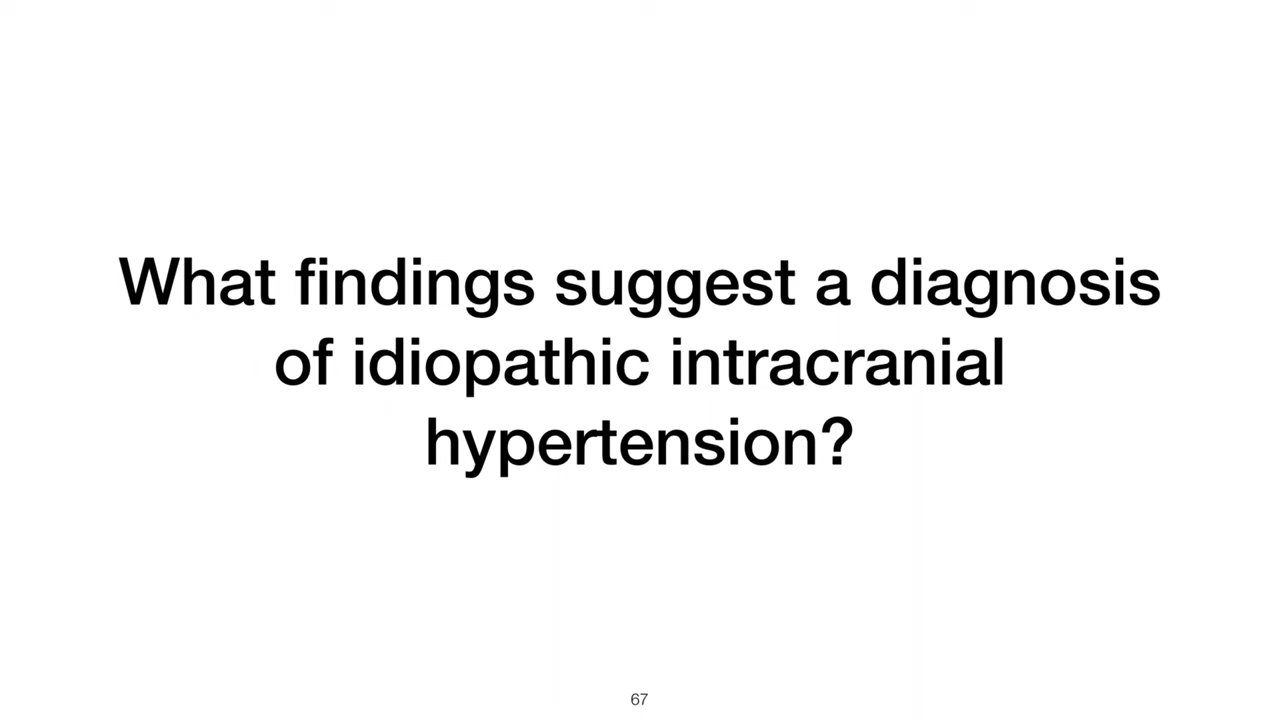 What findings suggest a diagnosis
of idiopathic intracranial
hypertension?
67